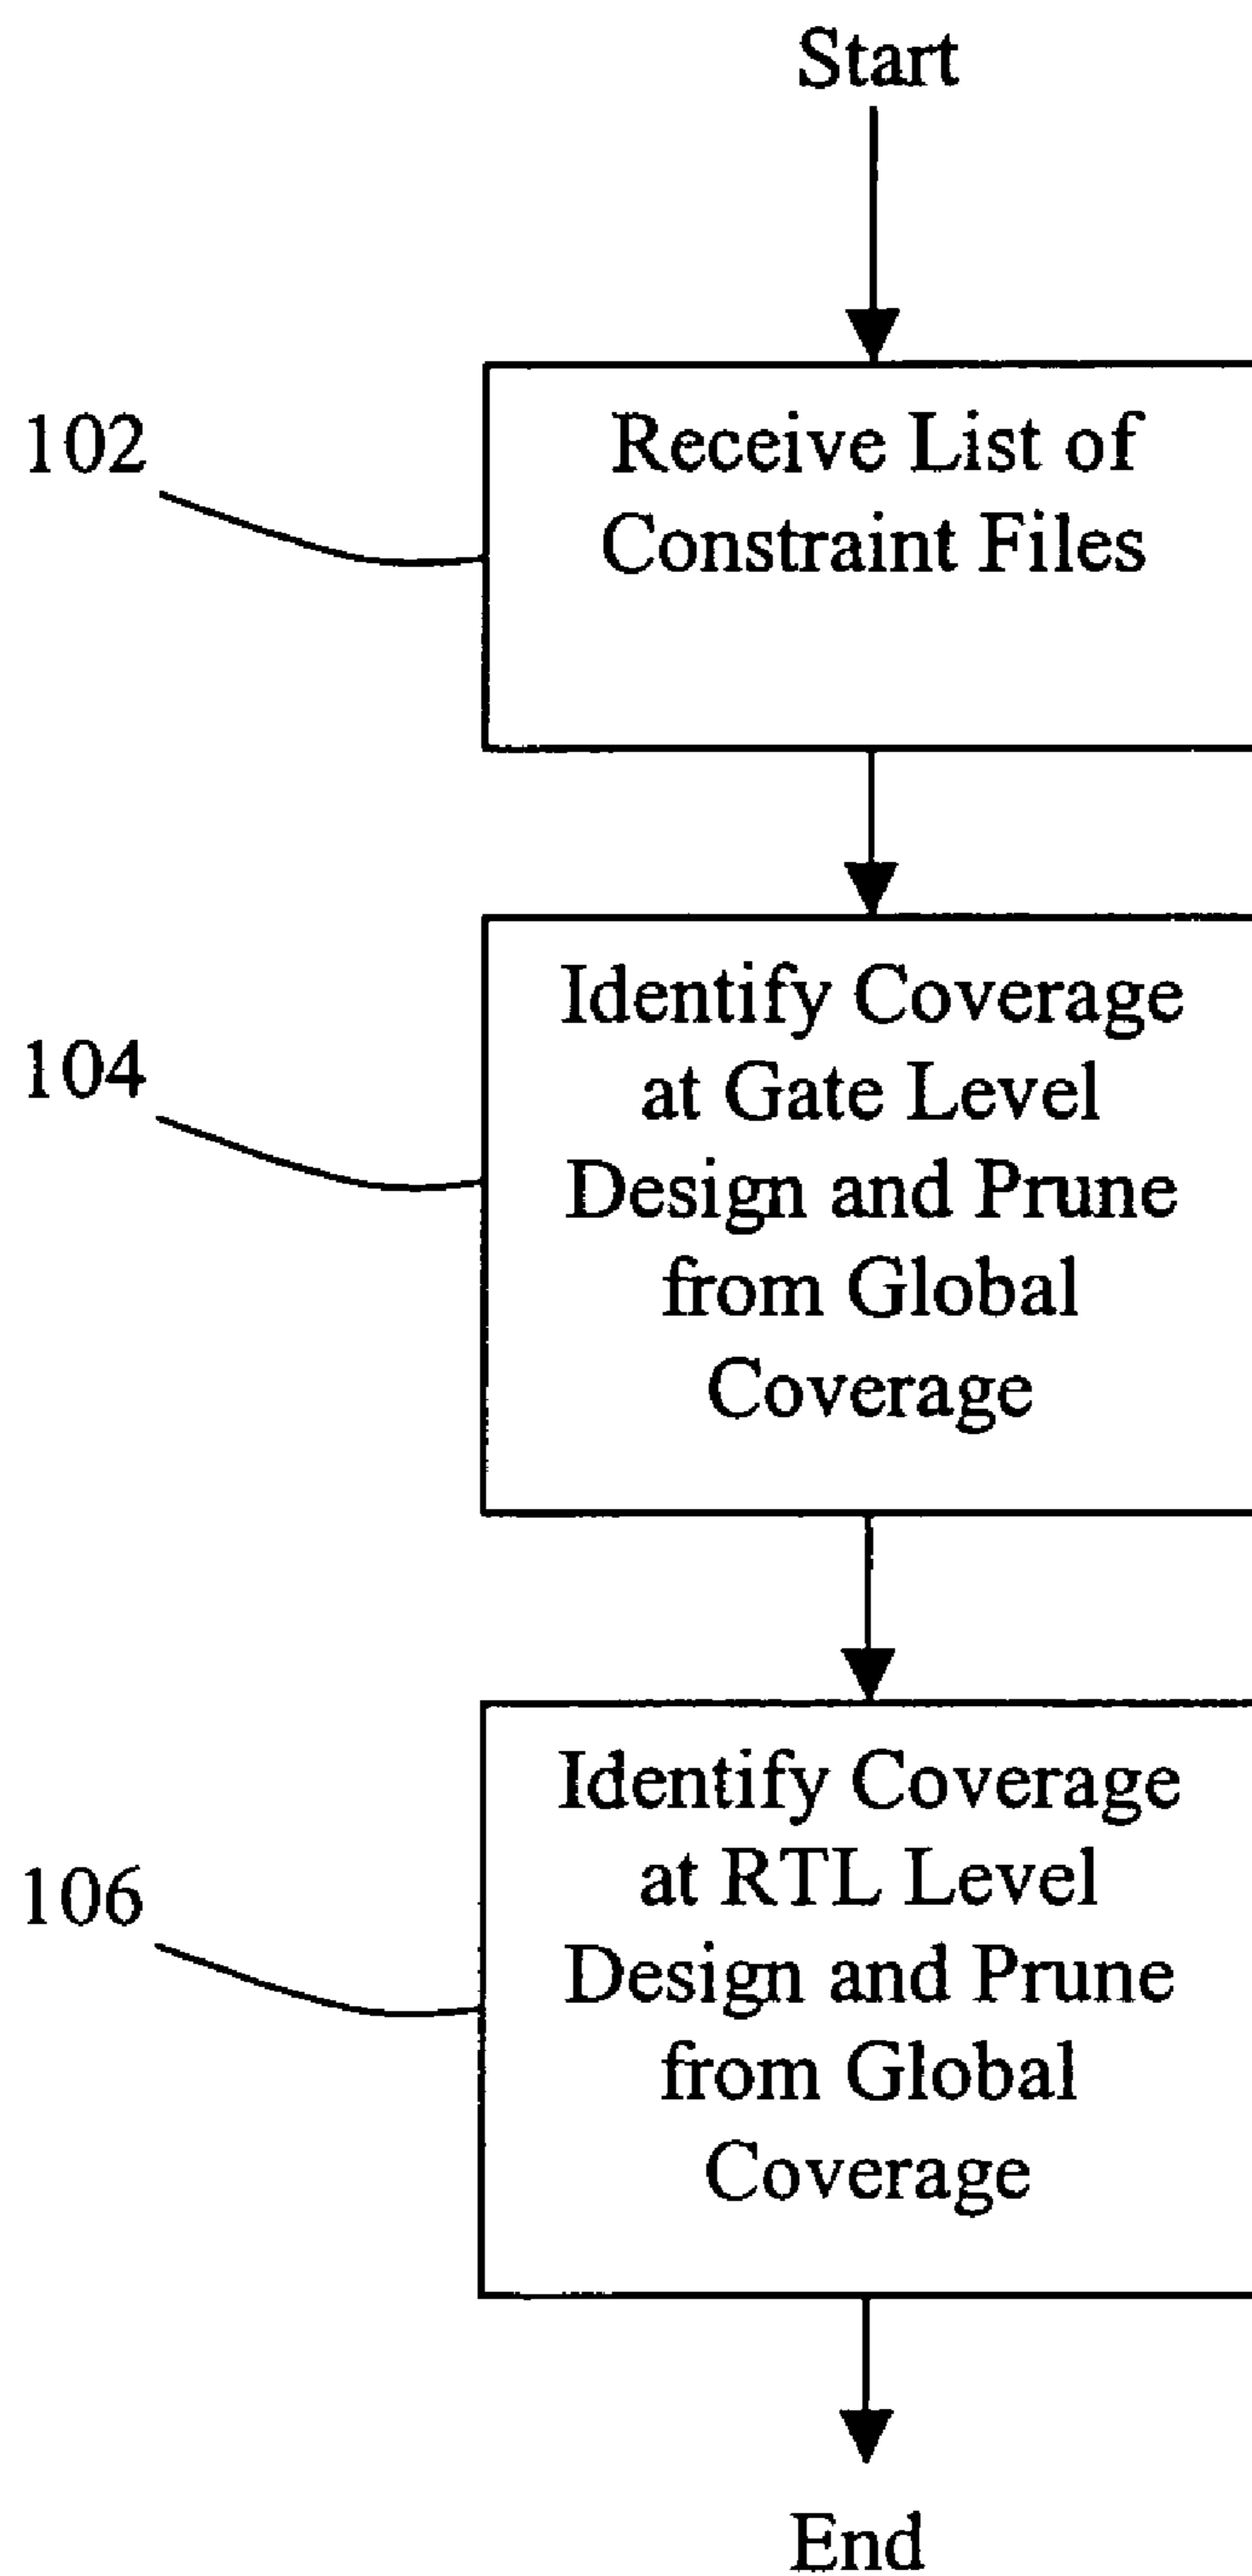 Start
102
Receive List of
Constraint Files
104
Identify Coverage
at Gate Level
Design and Prune
from Global
Coverage
106
Identify Coverage
at RTL Level
Design and Prune
from Global
Coverage
End